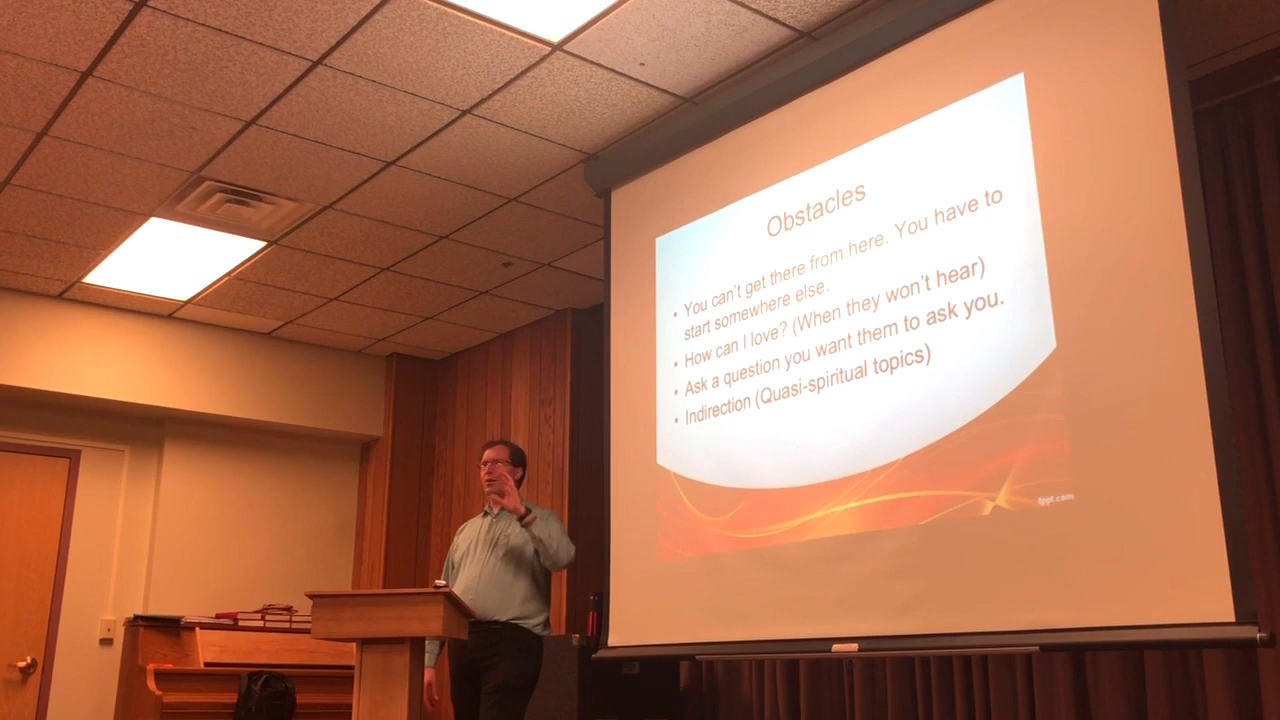 Obstacles
• You can't get there from here. You have to
start somewhere else.
• How can I love? (When they won't hear)
• Ask a question you want them to ask you.
• Indirection (Quasi-spiritual topics)
fppt.com